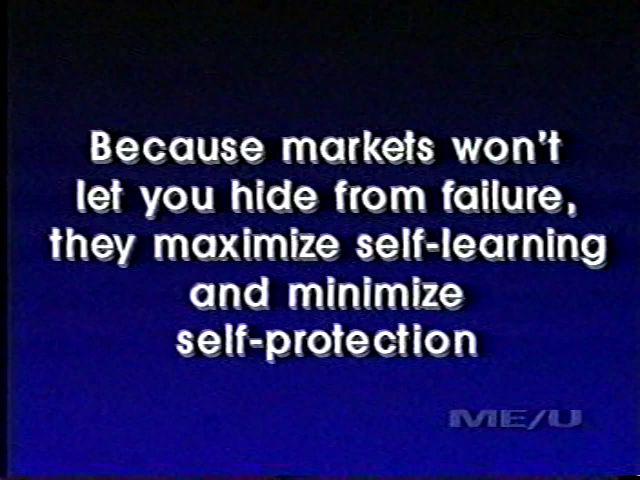 Because markets won't
let you hide from failure,
they maximize self-learning
and minimize
self-protection
ME/U